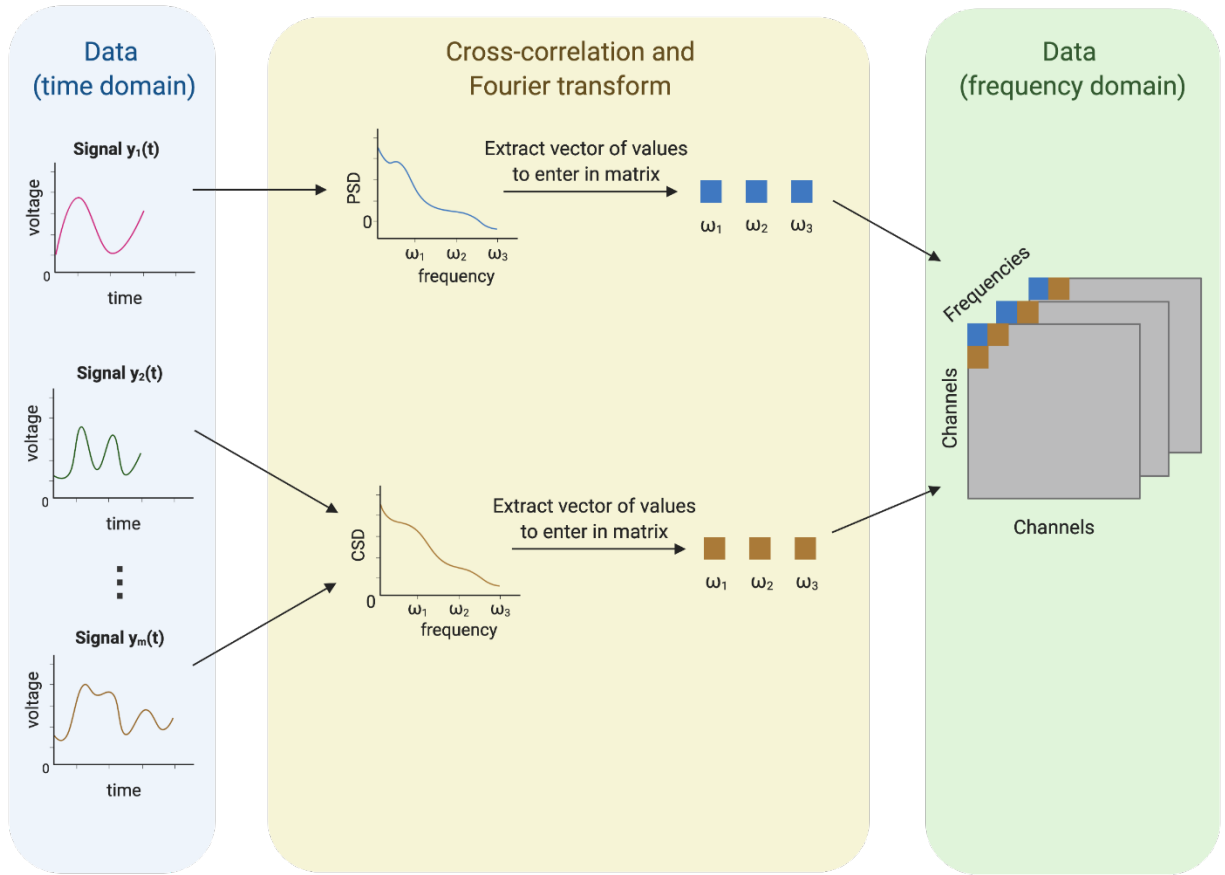 Data
(time domain)
Signal y₁(t)
voltage
0
time
Signal y₂(t)
voltage
0
time
Signal yₘ(t)
voltage
0
time
Cross-correlation and
Fourier transform
PSD
0
ω₁ ω₂ ω₃
frequency
Extract vector of values
to enter in matrix
ω₁ ω₂ ω₃
CSD
0
ω₁ ω₂ ω₃
frequency
Extract vector of values
to enter in matrix
ω₁ ω₂ ω₃
Data
(frequency domain)
Frequencies
Channels
Channels